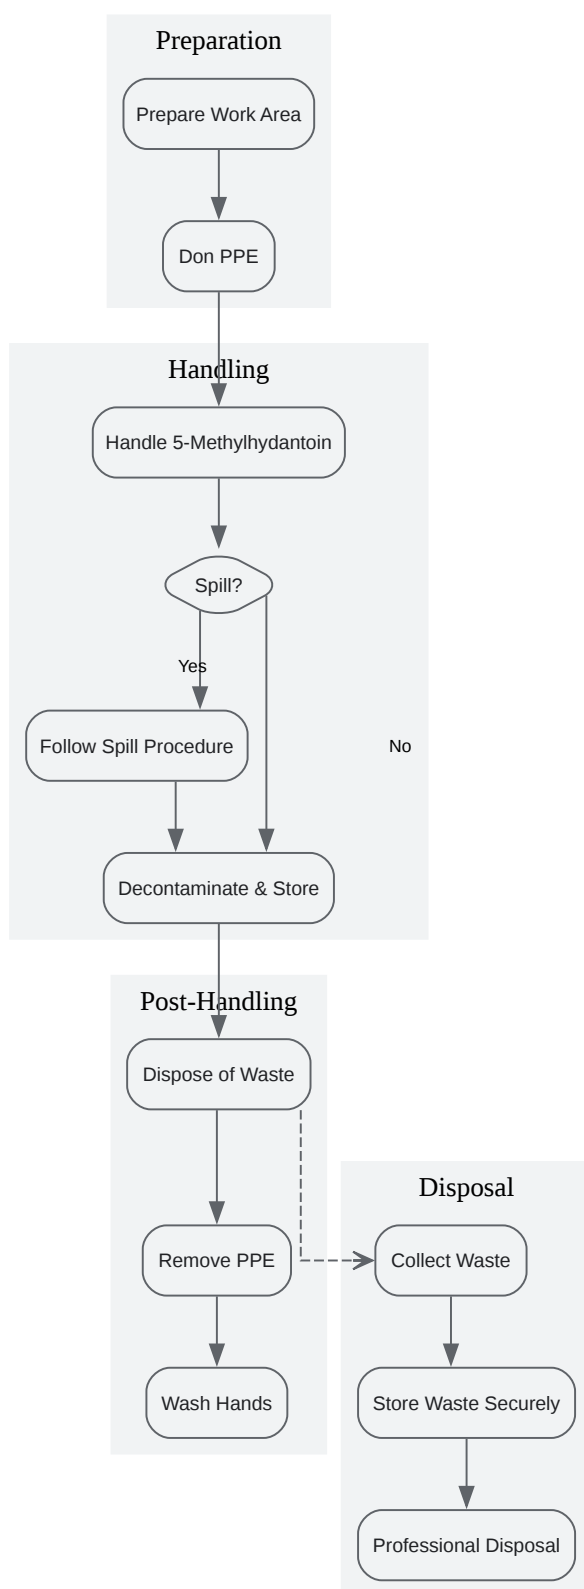 Preparation
Prepare Work Area
Don PPE
Handling
Handle 5-Methylhydantoin
Spill?
Yes
Follow Spill Procedure
No
Decontaminate & Store
Post-Handling
Dispose of Waste
Disposal
Remove PPE
Collect Waste
Wash Hands
Store Waste Securely
Professional Disposal